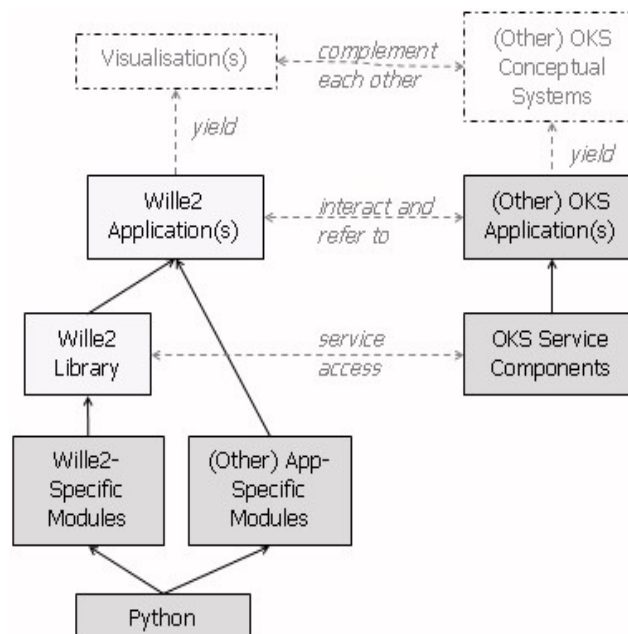 Visualisation(s)
complement
each other
(Other) OKS
Conceptual
Systems
yield
yield
Wille2
Application(s)
interact and
refer to
(Other) OKS
Application(s)
Wille2
Library
service
access
OKS Service
Components
Wille2-
Specific
Modules
(Other) App-
Specific
Modules
Python